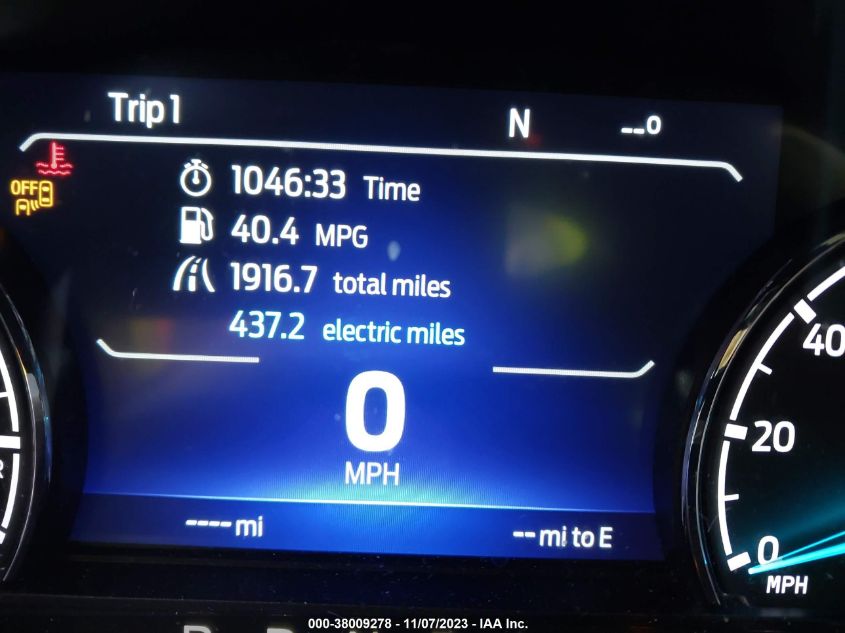 Trip 1 N --°
OFF
1046:33 Time
40.4 MPG
1916.7 total miles
437.2 electric miles
40
20
0
MPH
0
MPH
---- mi -- mi to E
000-38009278 - 11/07/2023 - IAA Inc.